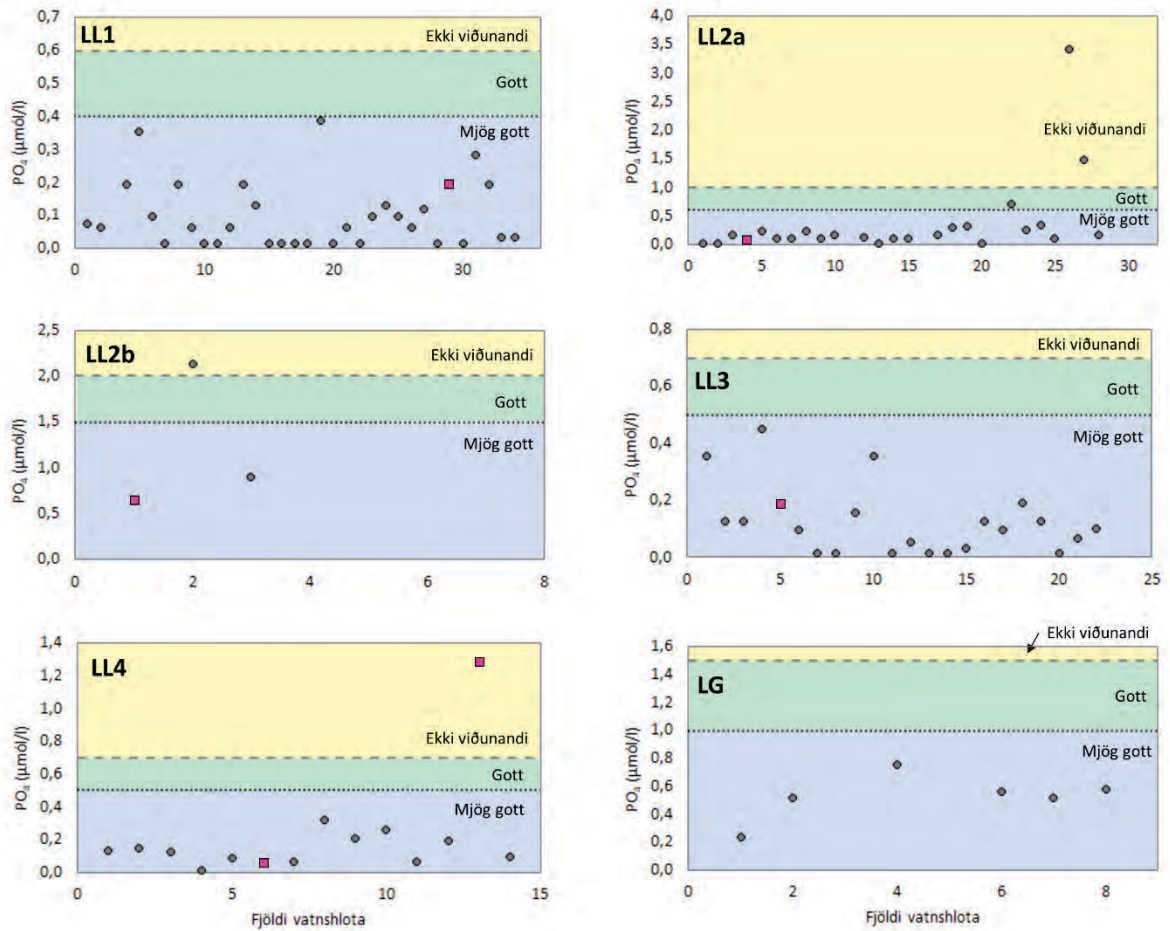 LL1
PO₄ (µmól/l)
0,7
0,6
0,5
0,4
0,3
0,2
0,1
0,0
Ekki viðunandi
Gott
Mjög gott
0 10 20 30
LL2a
PO₄ (µmól/l)
4,0
3,5
3,0
2,5
2,0
1,5
1,0
0,5
0,0
Ekki viðunandi
Gott
Mjög gott
0 5 10 15 20 25 30
LL2b
PO₄ (µmól/l)
2,5
2,0
1,5
1,0
0,5
0,0
Ekki viðunandi
Gott
Mjög gott
0 2 4 6 8
LL3
PO₄ (µmól/l)
0,8
0,6
0,4
0,2
0,0
Ekki viðunandi
Gott
Mjög gott
0 5 10 15 20 25
LL4
PO₄ (µmól/l)
1,4
1,2
1,0
0,8
0,6
0,4
0,2
0,0
Ekki viðunandi
Gott
Mjög gott
0 5 10 15
Fjöldi vatnshlota
LG
PO₄ (µmól/l)
1,6
1,4
1,2
1,0
0,8
0,6
0,4
0,2
0,0
Ekki viðunandi
Gott
Mjög gott
0 2 4 6 8
Fjöldi vatnshlota